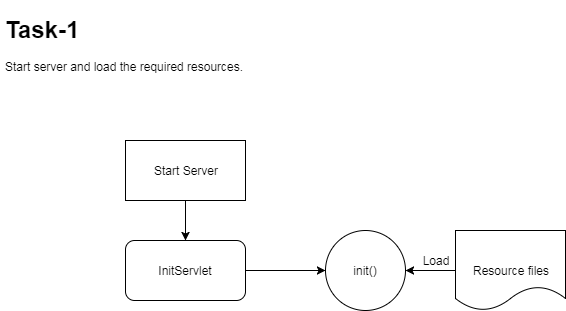 Task-1
Start server and load the required resources.
Start Server
InitServlet
init()
Load
Resource files